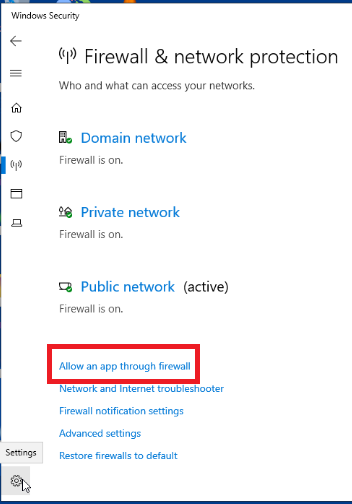 Windows Security
Firewall & network protection
Who and what can access your networks.
Domain network
Firewall is on.
Private network
Firewall is on.
Public network (active)
Firewall is on.
Allow an app through firewall
Network and Internet troubleshooter
Firewall notification settings
Advanced settings
Settings
Restore firewalls to default